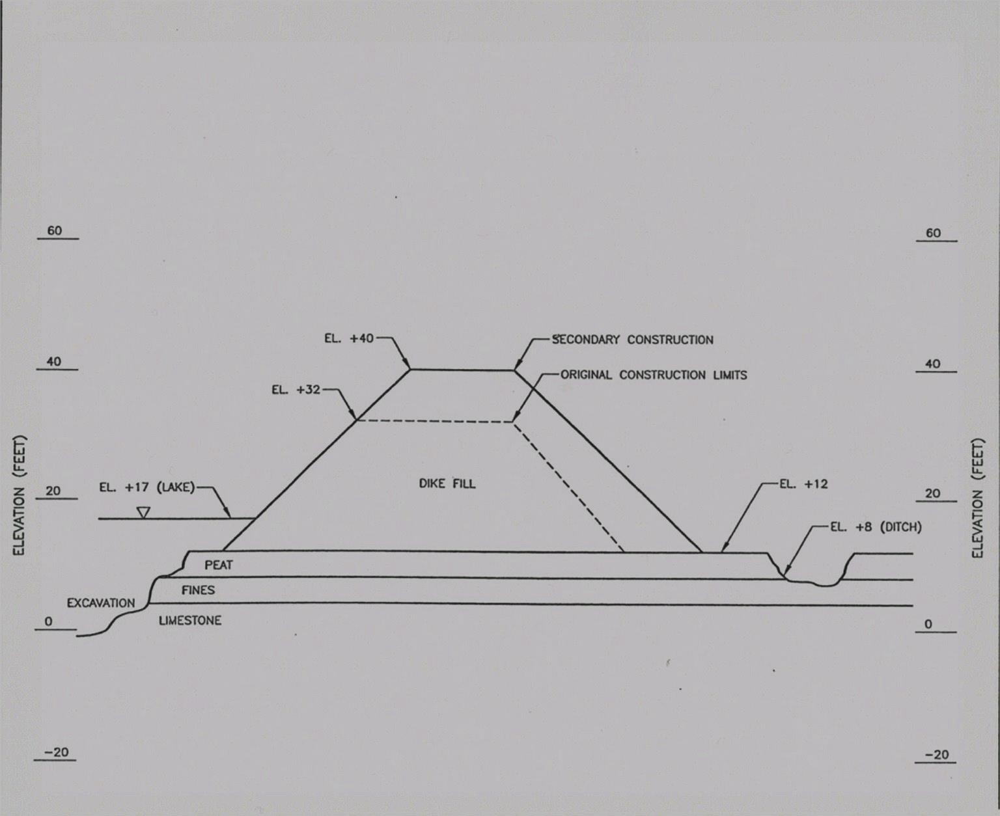 60
60
EL. +40
SECONDARY CONSTRUCTION
40
40
ORIGINAL CONSTRUCTION LIMITS
EL. +32
ELEVATION (FEET)
ELEVATION (FEET)
EL. +17 (LAKE)
DIKE FILL
EL. +12
20
20
EL. +8 (DITCH)
PEAT
FINES
EXCAVATION
LIMESTONE
0
0
-20
-20